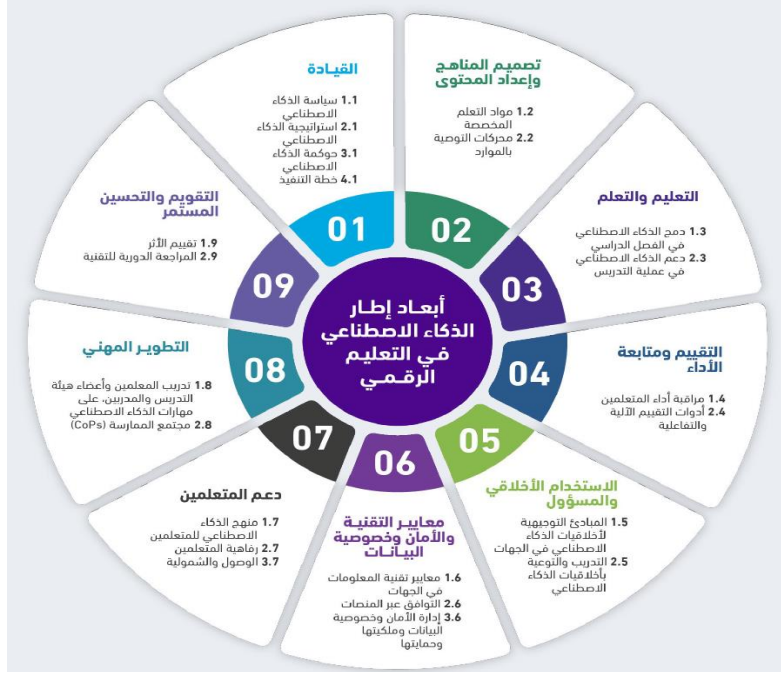 أبعاد إطار
الذكاء الاصطناعي
في التعليم
الرقمي
01
القيادة
1.1 سياسة الذكاء
الاصطناعي
2.1 استراتيجية الذكاء
الاصطناعي
3.1 حوكمة الذكاء
الاصطناعي
4.1 خطة التنفيذ
02
تصميم المناهج
وإعداد المحتوى
1.2 مواد التعلم
المخصصة
2.2 محركات التوصية
بالموارد
03
التعليم والتعلم
1.3 دمج الذكاء الاصطناعي
في الفصل الدراسي
2.3 دعم الذكاء الاصطناعي
في عملية التدريس
04
التقييم ومتابعة
الأداء
1.4 مراقبة أداء المتعلمين
2.4 أدوات التقييم الآلية
والتفاعلية
05
الاستخدام الأخلاقي
والمسؤول
1.5 المبادئ التوجيهية
لأخلاقيات الذكاء
الاصطناعي في الجهات
2.5 التدريب والتوعية
بأخلاقيات الذكاء
الاصطناعي
06
معايير التقنية
والأمان وخصوصية
البيانات
1.6 معايير تقنية المعلومات
في الجهات
2.6 التوافق عبر المنصات
3.6 إدارة الأمان وخصوصية
البيانات وملكيتها
وحمايتها
07
دعم المتعلمين
1.7 منهج الذكاء
الاصطناعي للمتعلمين
2.7 رفاهية المتعلمين
3.7 الوصول والشمولية
08
التطوير المهني
1.8 تدريب المعلمين وأعضاء هيئة
التدريس والمدربين، على
مهارات الذكاء الاصطناعي
2.8 مجتمع الممارسة (CoPs)
09
التقويم والتحسين
المستمر
1.9 تقييم الأثر
2.9 المراجعة الدورية للتقنية